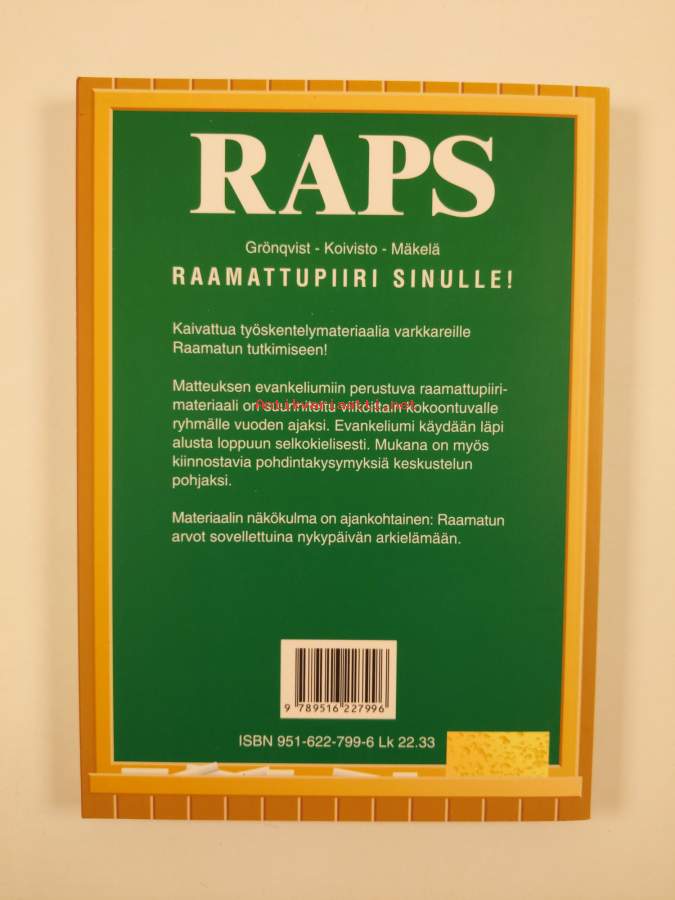 RAPS
Grönqvist - Koivisto - Mäkelä
RAAMATTUPIIRI SINULLE!
Kaivattua työskentelymateriaalia varkkareille
Raamatun tutkimiseen!
Matteuksen evankeliumiin perustuva raamattupiiri-
materiaali on suunniteltu viikoittain kokoontuvalle
Antikvariaatti.net
ryhmälle vuoden ajaksi. Evankeliumi käydään läpi
alusta loppuun selkokielisesti. Mukana on myös
kiinnostavia pohdintakysymyksiä keskustelun
pohjaksi.
Materiaalin näkökulma on ajankohtainen: Raamatun
arvot sovellettuina nykypäivän arkielämään.
9 789516 227996
ISBN 951-622-799-6 Lk 22.33